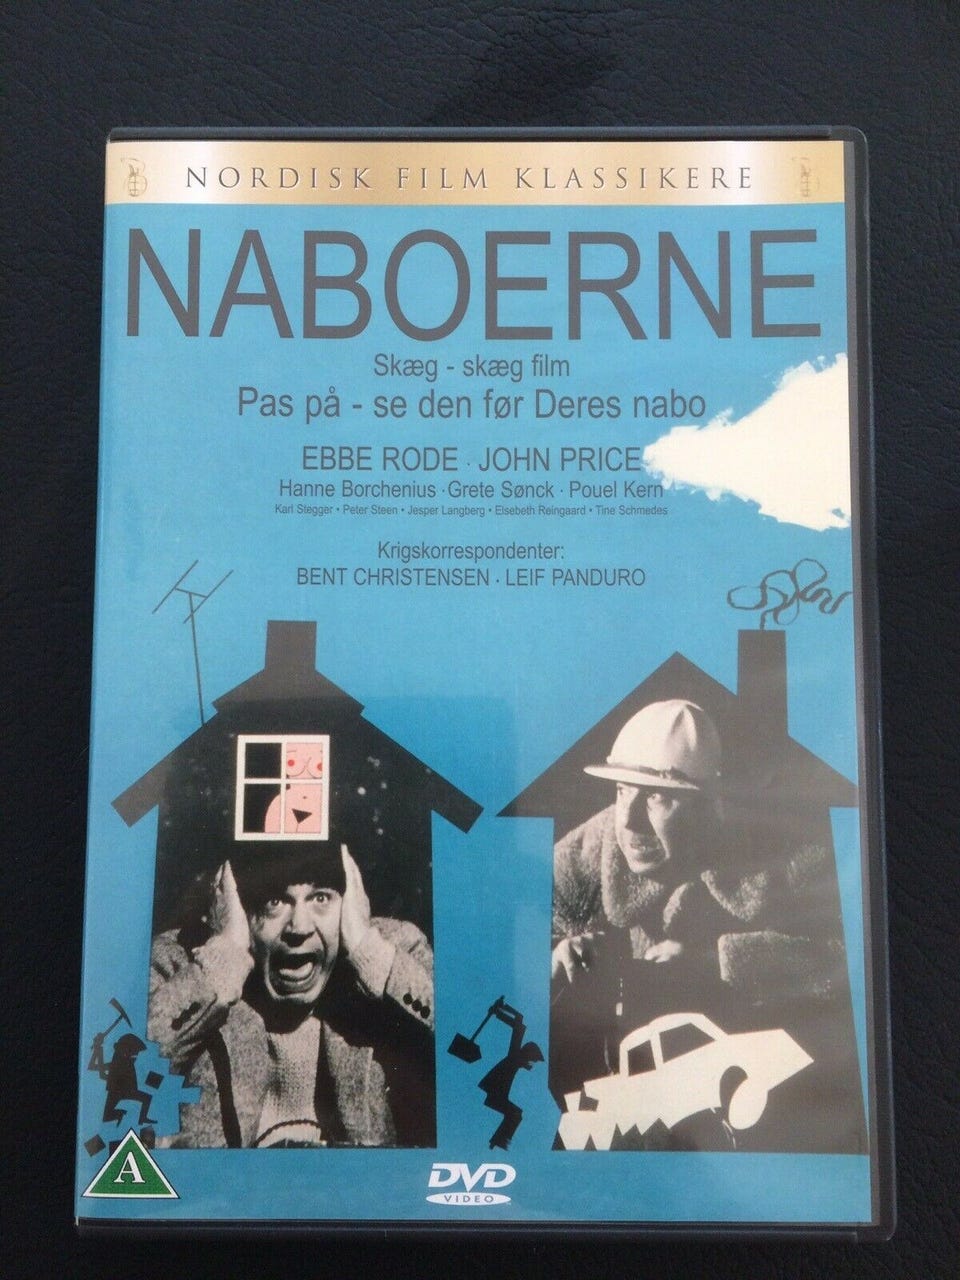 NORDISK FILM KLASSIKERE
NABOERNE
Skæg - skæg film
Pas på - se den før Deres nabo
EBBE RODE · JOHN PRICE
Hanne Borchenius · Grete Sønck · Pouel Kern
Karl Stegger • Peter Steen • Jesper Langberg • Elsebeth Reingaard • Tine Schmedes
Krigskorrespondenter:
BENT CHRISTENSEN · LEIF PANDURO
A
DVD
VIDEO